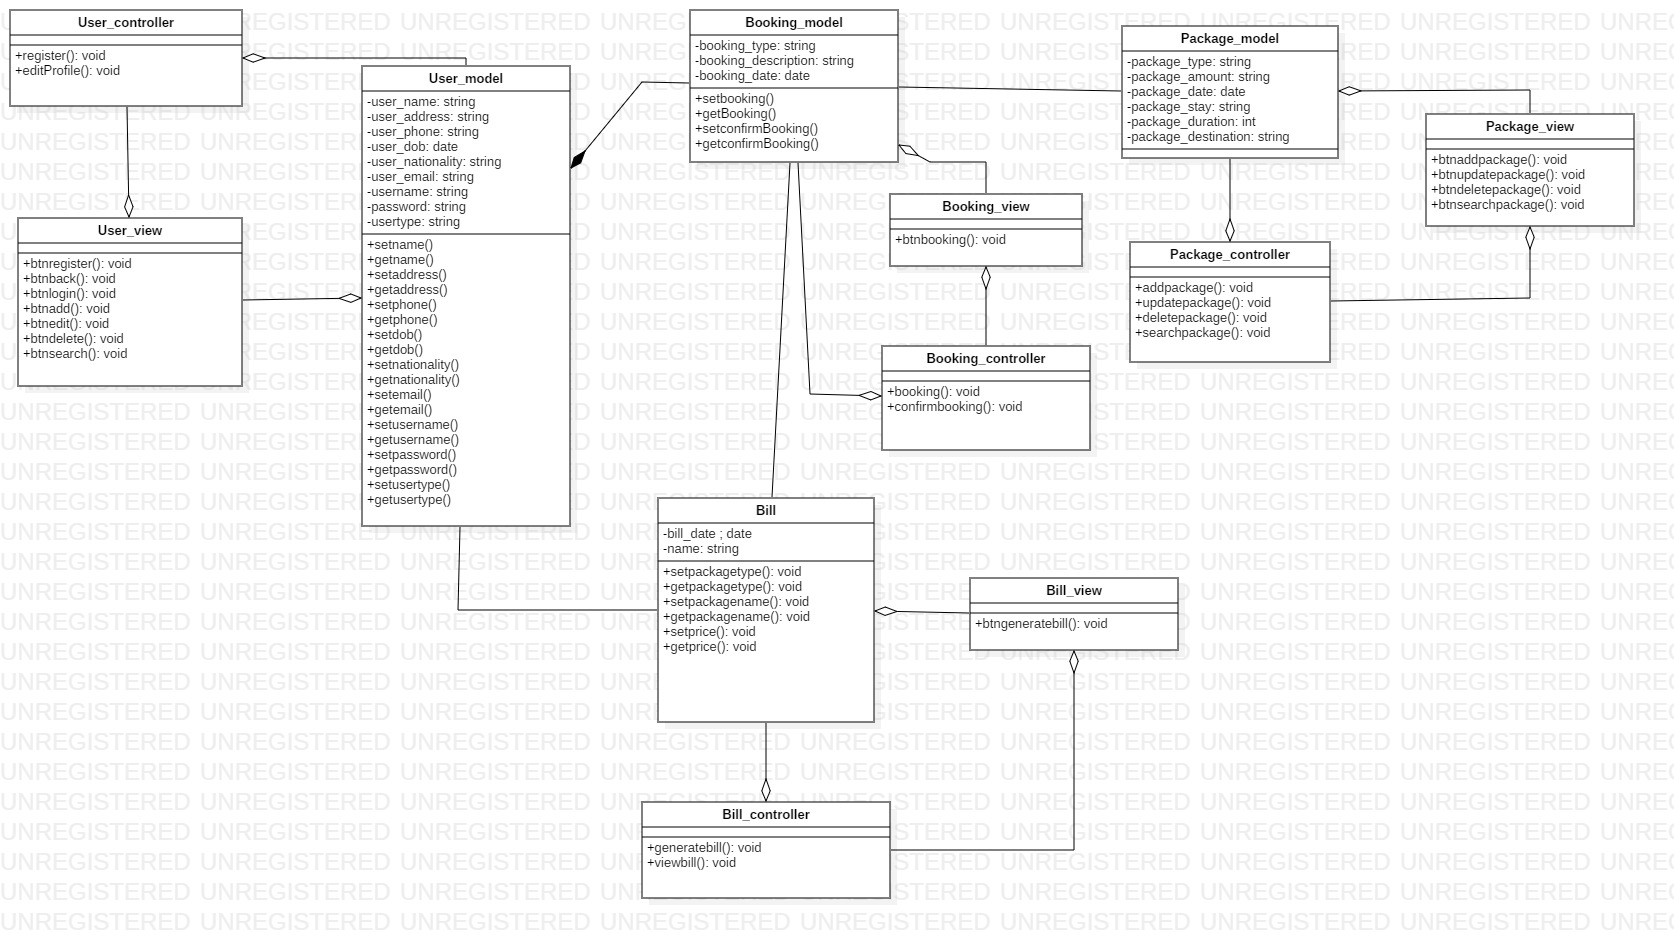 User_controller
+register(): void
+editProfile(): void
User_model
-user_name: string
-user_address: string
-user_phone: string
-user_dob: date
-user_nationality: string
-user_email: string
-username: string
-password: string
-usertype: string
+setname()
+getname()
+setaddress()
+getaddress()
+setphone()
+getphone()
+setdob()
+getdob()
+setnationality()
+getnationality()
+setemail()
+getemail()
+setusername()
+getusername()
+setpassword()
+getpassword()
+setusertype()
+getusertype()
User_view
+btnregister(): void
+btnback(): void
+btnlogin(): void
+btnadd(): void
+btnedit(): void
+btndelete(): void
+btnsearch(): void
Booking_model
-booking_type: string
-booking_description: string
-booking_date: date
+setbooking()
+getBooking()
+setconfirmBooking()
+getconfirmBooking()
Booking_view
+btnbooking(): void
Booking_controller
+booking(): void
+confirmbooking(): void
Package_model
-package_type: string
-package_amount: string
-package_date: date
-package_stay: string
-package_duration: int
-package_destination: string
Package_view
+btnaddpackage(): void
+btnupdatepackage(): void
+btndeletepackage(): void
+btnsearchpackage(): void
Package_controller
+addpackage(): void
+updatepackage(): void
+deletepackage(): void
+searchpackage(): void
Bill
-bill_date ; date
-name: string
+setpackagetype(): void
+getpackagetype(): void
+setpackagename(): void
+getpackagename(): void
+setprice(): void
+getprice(): void
Bill_view
+btngeneratebill(): void
Bill_controller
+generatebill(): void
+viewbill(): void
UNREGISTERED